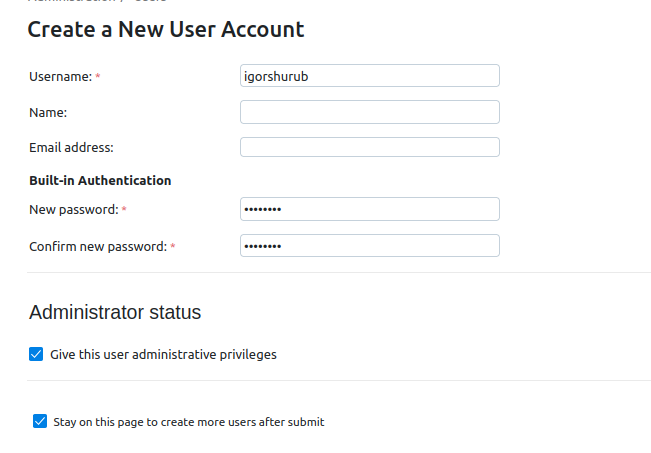 Create a New User Account
Username: *
igorshurub
Name:
Email address:
Built-in Authentication
New password: *
••••••••
Confirm new password: *
••••••••
Administrator status
Give this user administrative privileges
Stay on this page to create more users after submit